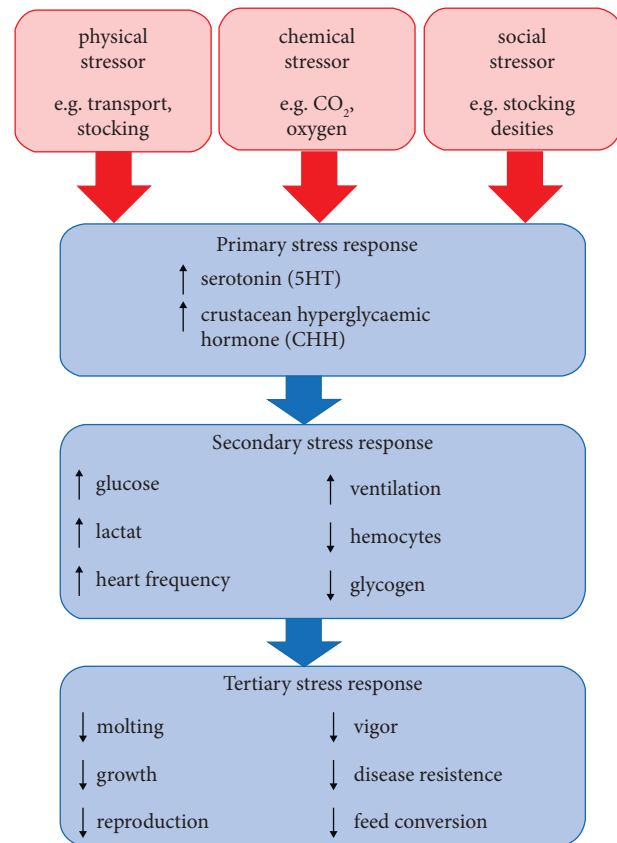 physical
stressor
e.g. transport,
stocking
chemical
stressor
e.g. CO₂,
oxygen
social
stressor
e.g. stocking
desities
Primary stress response
↑ serotonin (5HT)
↑ crustacean hyperglycaemic
hormone (CHH)
Secondary stress response
↑ glucose
↑ lactat
↑ heart frequency
↑ ventilation
↓ hemocytes
↓ glycogen
Tertiary stress response
↓ molting
↓ growth
↓ reproduction
↓ vigor
↓ disease resistence
↓ feed conversion